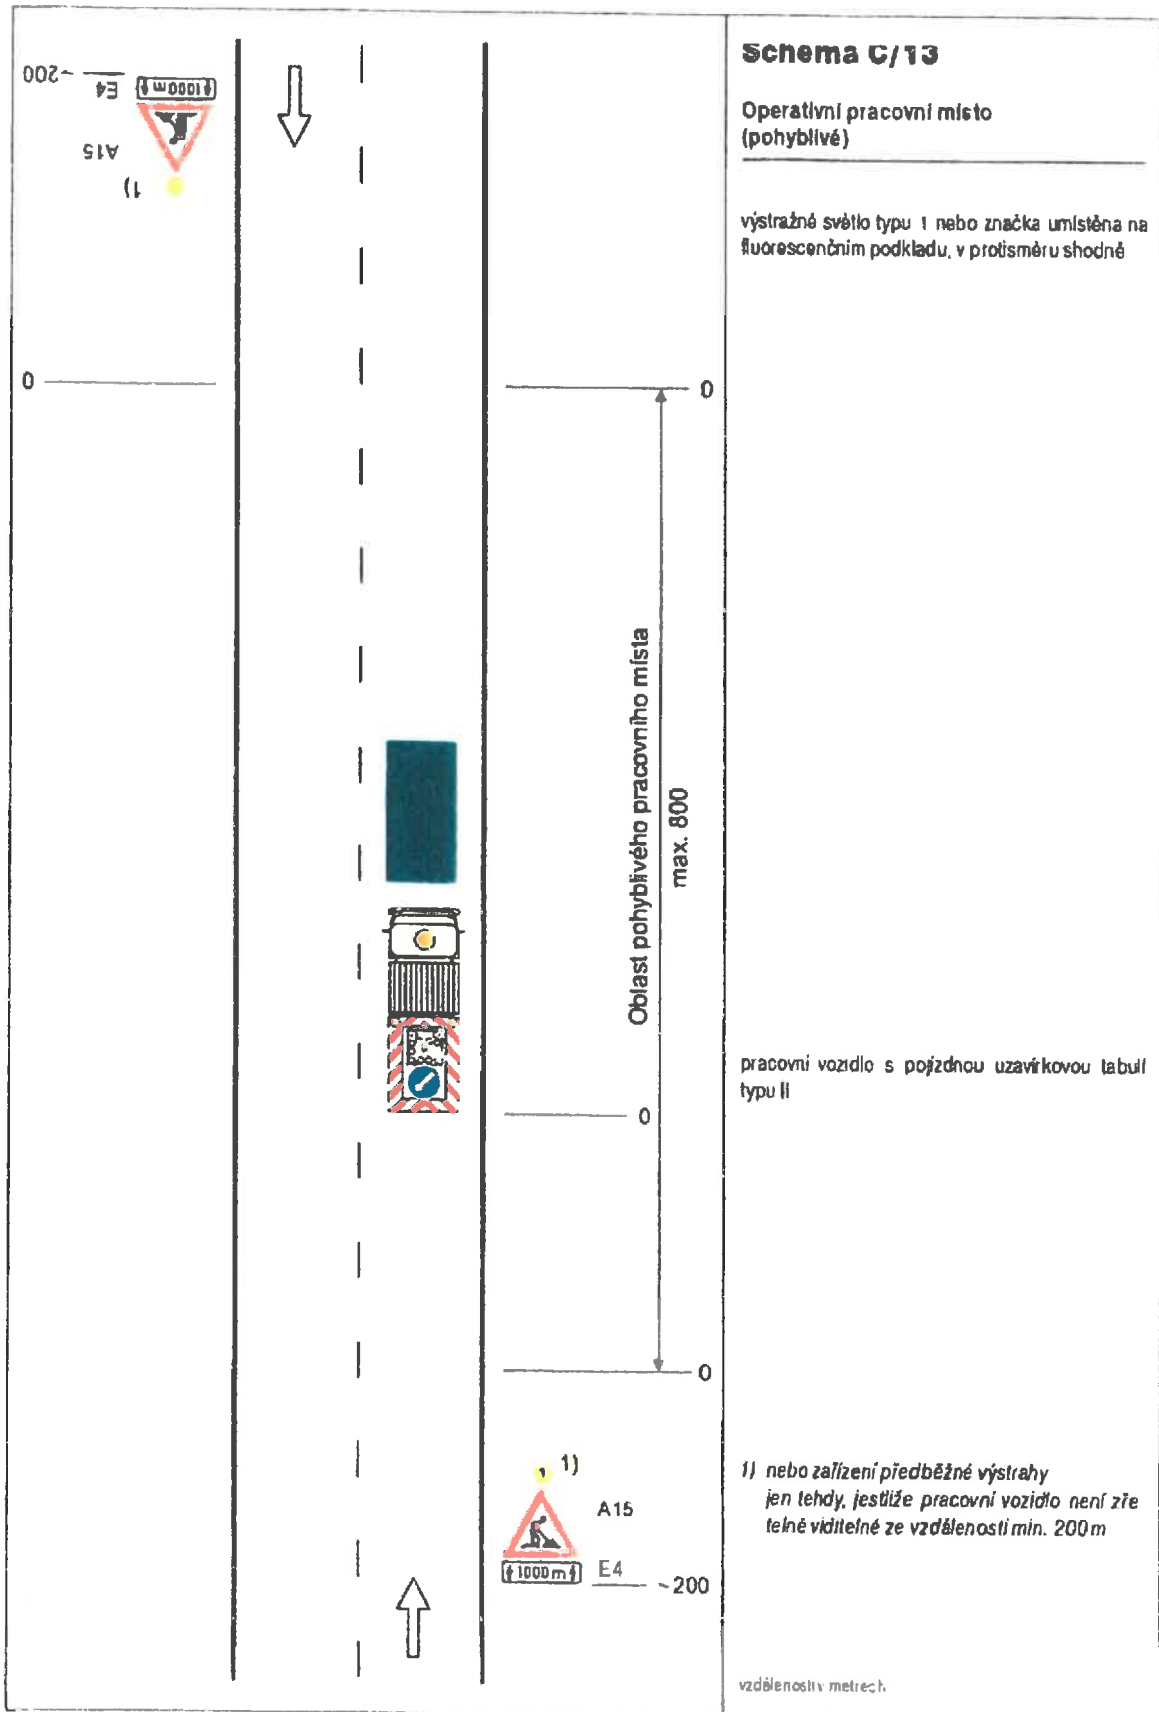 Schema C/13
Operativní pracovní místo
(pohyblivé)
výstražné světlo typu 1 nebo značka umístěna na
fluorescenčním podkladu, v protisměru shodně
~200
E4
1000 m
A15
1)
0
0
Oblast pohyblivého pracovního místa
max. 800
pracovní vozidlo s pojízdnou uzavírkovou tabulí
typu II
0
0
1)
A15
1000 m
E4
~200
1) nebo zařízení předběžné výstrahy
jen tehdy, jestliže pracovní vozidlo není zře
telně viditelné ze vzdálenosti min. 200 m
vzdálenosti v metrech